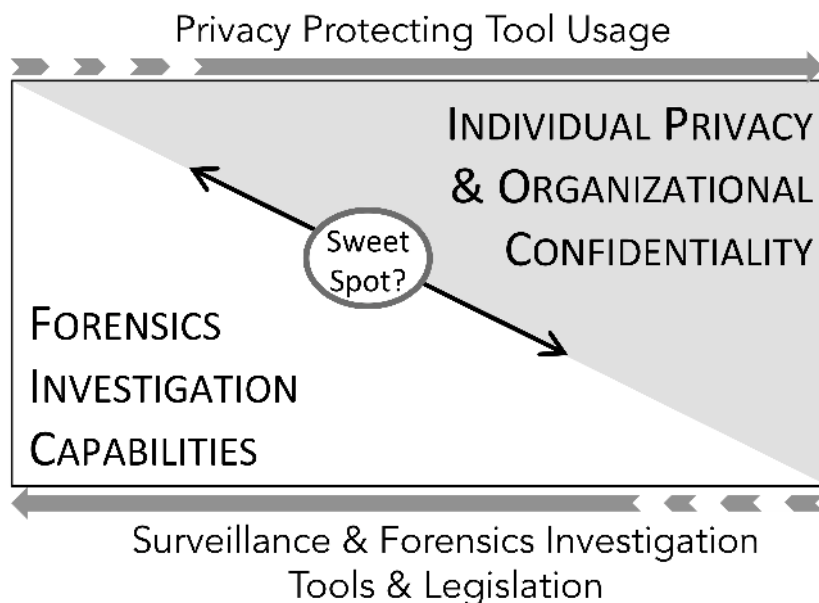 Privacy Protecting Tool Usage
INDIVIDUAL PRIVACY
& ORGANIZATIONAL
CONFIDENTIALITY
Sweet
Spot?
FORENSICS
INVESTIGATION
CAPABILITIES
Surveillance & Forensics Investigation
Tools & Legislation